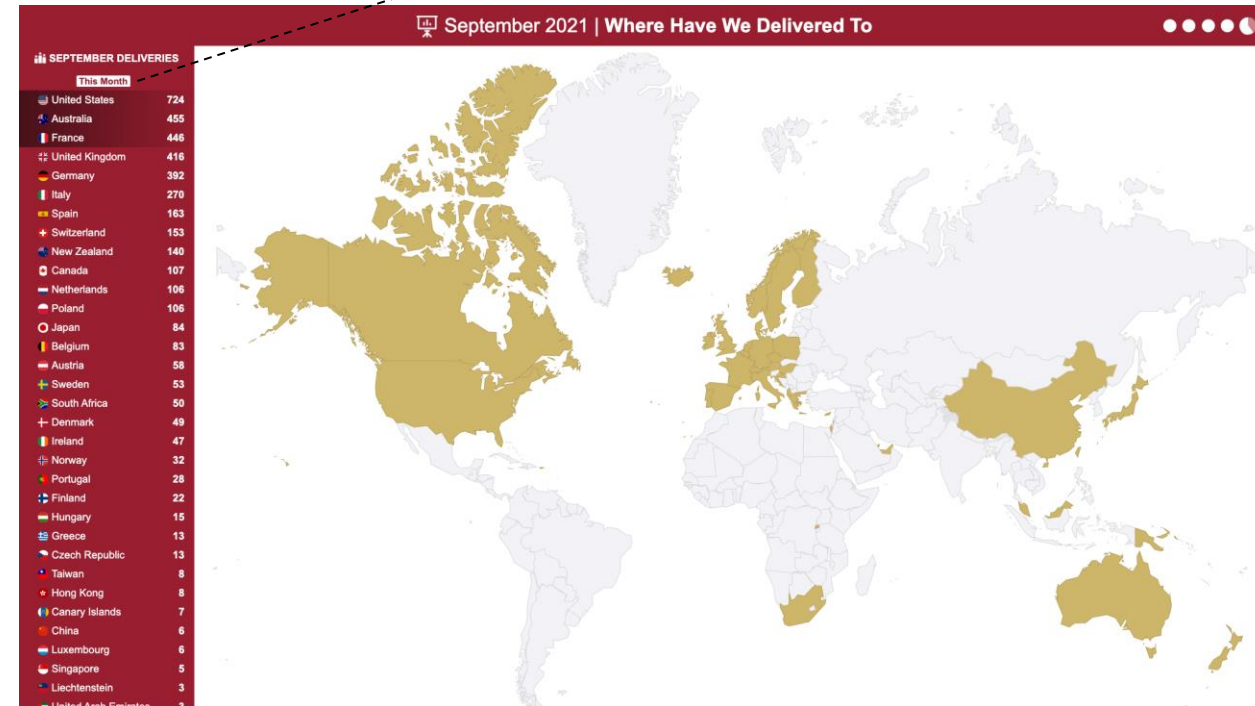 September 2021 | Where Have We Delivered To
SEPTEMBER DELIVERIES
This Month
United States 724
Australia 455
France 446
United Kingdom 416
Germany 392
Italy 270
Spain 163
Switzerland 153
New Zealand 140
Canada 107
Netherlands 106
Poland 106
Japan 84
Belgium 83
Austria 58
Sweden 53
South Africa 50
Denmark 49
Ireland 47
Norway 32
Portugal 28
Finland 22
Hungary 15
Greece 13
Czech Republic 13
Taiwan 8
Hong Kong 8
Canary Islands 7
China 6
Luxembourg 6
Singapore 5
Liechtenstein 3
United Arab Emirates